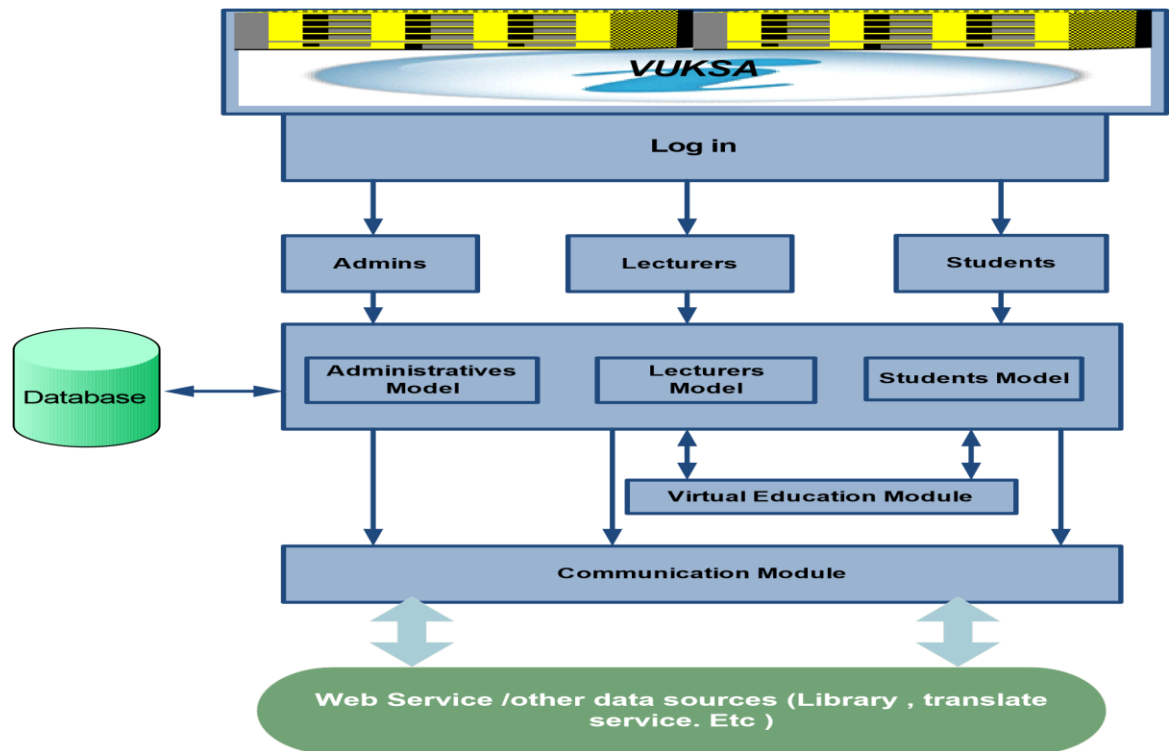 VUKSA
Log in
Admins
Lecturers
Students
Administratives
Model
Lecturers
Model
Students Model
Database
Virtual Education Module
Communication Module
Web Service /other data sources (Library , translate
service. Etc )